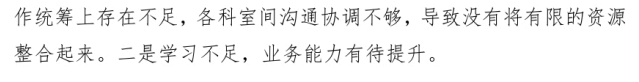 作统筹上存在不足，各科室间沟通协调不够，导致没有将有限的资源
整合起来。二是学习不足，业务能力有待提升。